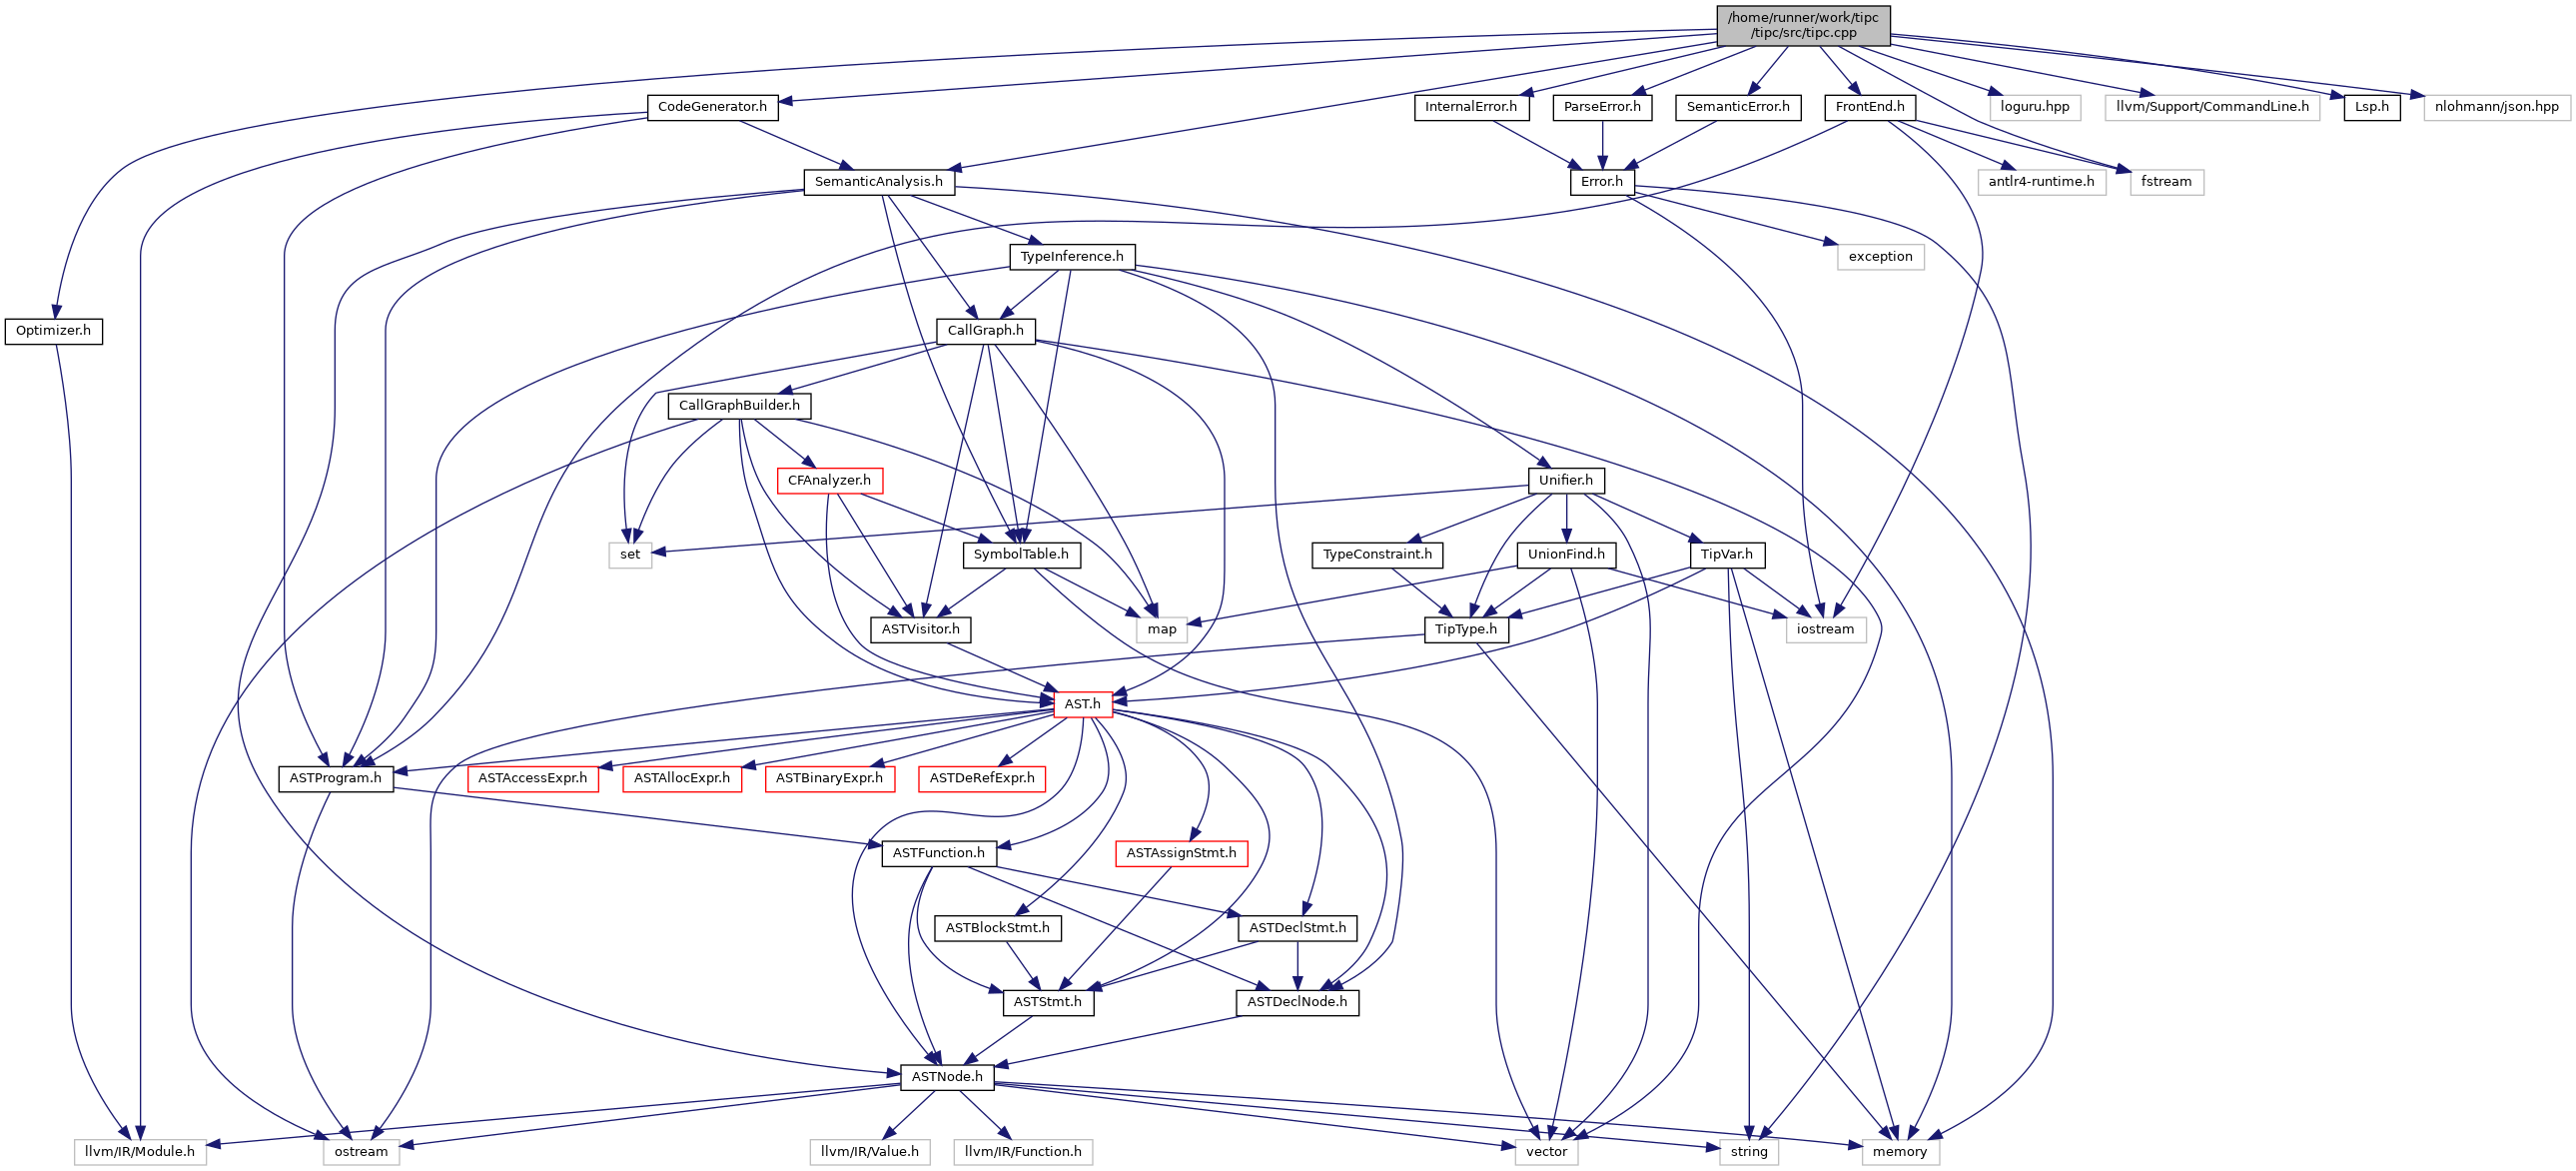 /home/runner/work/tipc
/tipc/src/tipc.cpp
CodeGenerator.h
InternalError.h
ParseError.h
SemanticError.h
FrontEnd.h
loguru.hpp
llvm/Support/CommandLine.h
Lsp.h
nlohmann/json.hpp
SemanticAnalysis.h
Error.h
antlr4-runtime.h
fstream
TypeInference.h
exception
Optimizer.h
CallGraph.h
CallGraphBuilder.h
CFAnalyzer.h
Unifier.h
set
SymbolTable.h
TypeConstraint.h
UnionFind.h
TipVar.h
ASTVisitor.h
map
TipType.h
iostream
AST.h
ASTProgram.h
ASTAccessExpr.h
ASTAllocExpr.h
ASTBinaryExpr.h
ASTDeRefExpr.h
ASTFunction.h
ASTAssignStmt.h
ASTBlockStmt.h
ASTDeclStmt.h
ASTStmt.h
ASTDeclNode.h
ASTNode.h
llvm/IR/Module.h
ostream
llvm/IR/Value.h
llvm/IR/Function.h
vector
string
memory